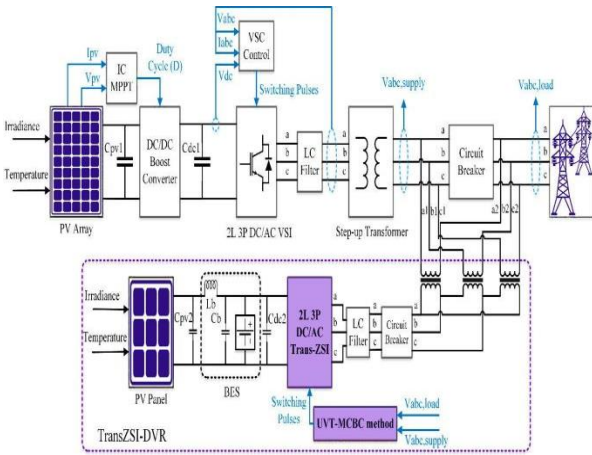 Vabc
Iabc
Vdc
VSC
Control
Ipv
Vpv
IC
MPPT
Duty
Cycle (D)
Switching Pulses
Vabc,supply
Vabc,load
Irradiance
Temperature
Cpv1
DC/DC
Boost
Converter
Cdc1
a
b
c
LC
Filter
a
b
c
Circuit
Breaker
a
b
c
PV Array
2L 3P DC/AC VSI
Step-up Transformer
a1
b1
c1
a2
b2
c2
Irradiance
Temperature
Cpv2
Lb
Cb
Cdc2
2L 3P
DC/AC
Trans-ZSI
a
b
c
LC
Filter
a
b
c
Circuit
Breaker
a
b
c
PV Panel
BES
Switching
Pulses
UVT-MCBC method
Vabc,load
Vabc,supply
TransZSI-DVR